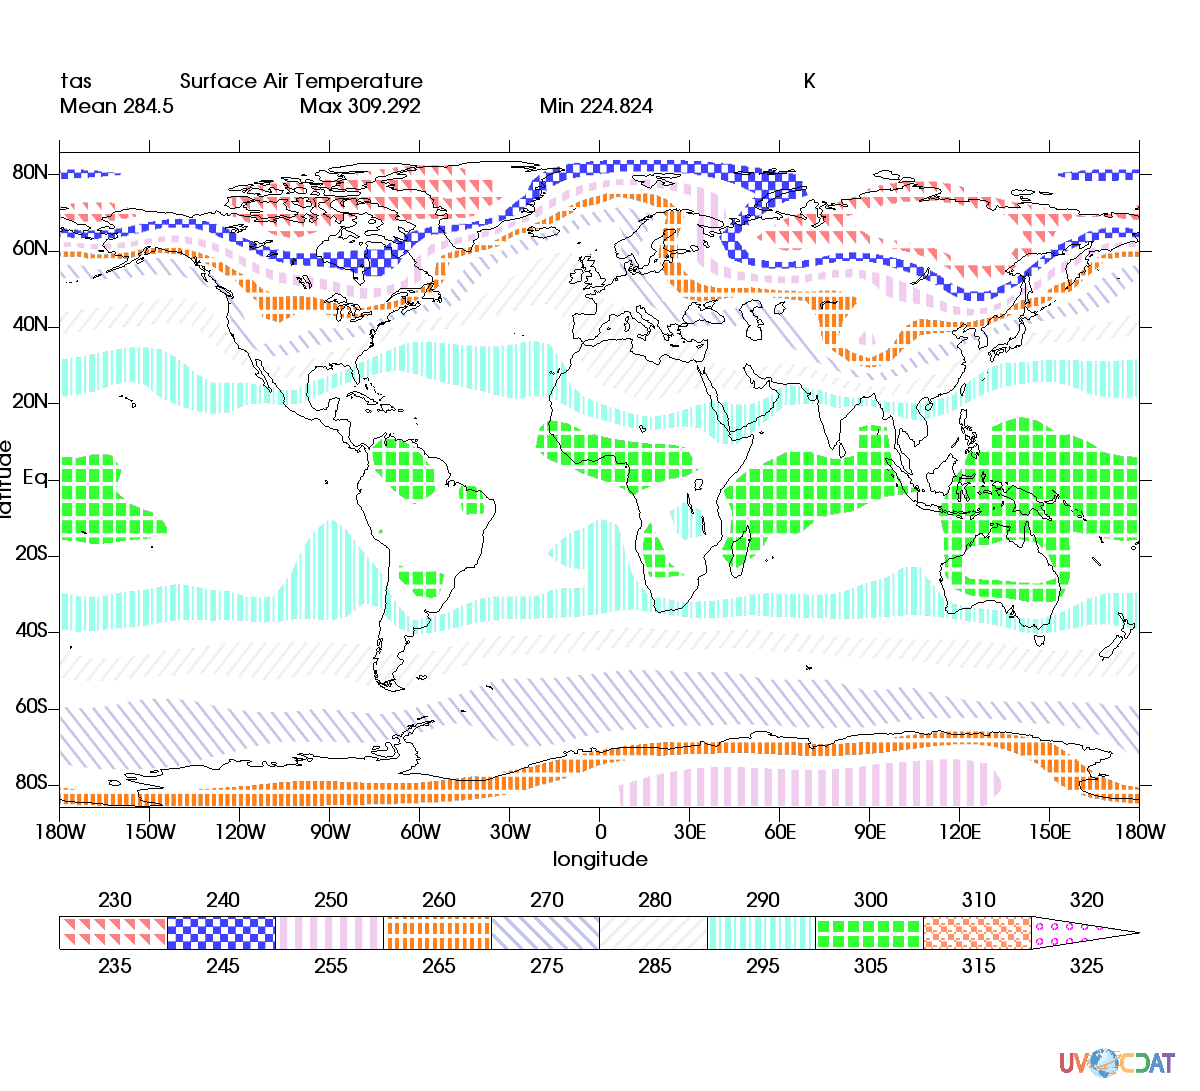 tas Surface Air Temperature K
Mean 284.5 Max 309.292 Min 224.824
80N
60N
40N
20N
Eq
20S
40S
60S
80S
latitude
180W 150W 120W 90W 60W 30W 0 30E 60E 90E 120E 150E 180W
longitude
230 240 250 260 270 280 290 300 310 320
235 245 255 265 275 285 295 305 315 325
UV CDAT